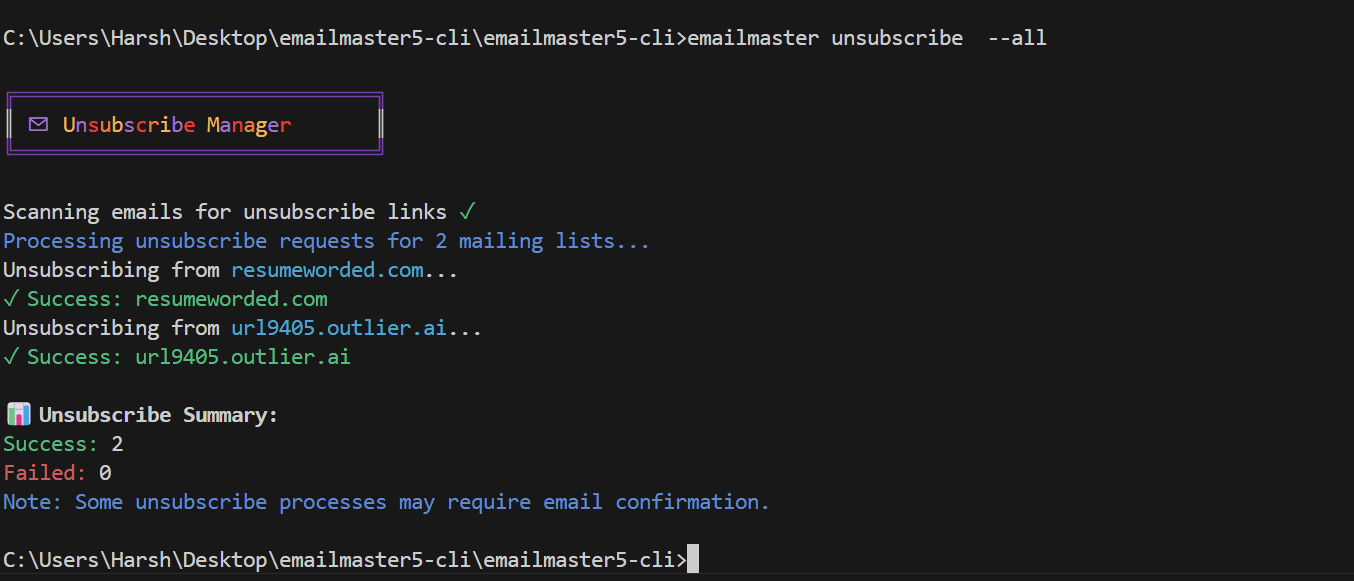 C:\Users\Harsh\Desktop\emailmaster5-cli\emailmaster5-cli>emailmaster unsubscribe  --all
Unsubscribe Manager
Scanning emails for unsubscribe links ✓
Processing unsubscribe requests for 2 mailing lists...
Unsubscribing from resumeworded.com...
✓ Success: resumeworded.com
Unsubscribing from url9405.outlier.ai...
✓ Success: url9405.outlier.ai
Unsubscribe Summary:
Success: 2
Failed: 0
Note: Some unsubscribe processes may require email confirmation.
C:\Users\Harsh\Desktop\emailmaster5-cli\emailmaster5-cli>